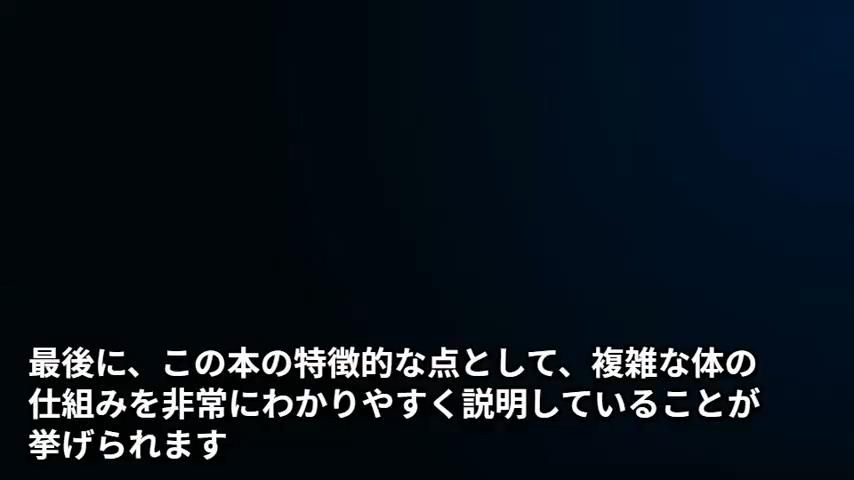 最後に、この本の特徴的な点として、複雑な体の
仕組みを非常にわかりやすく説明していることが
挙げられます